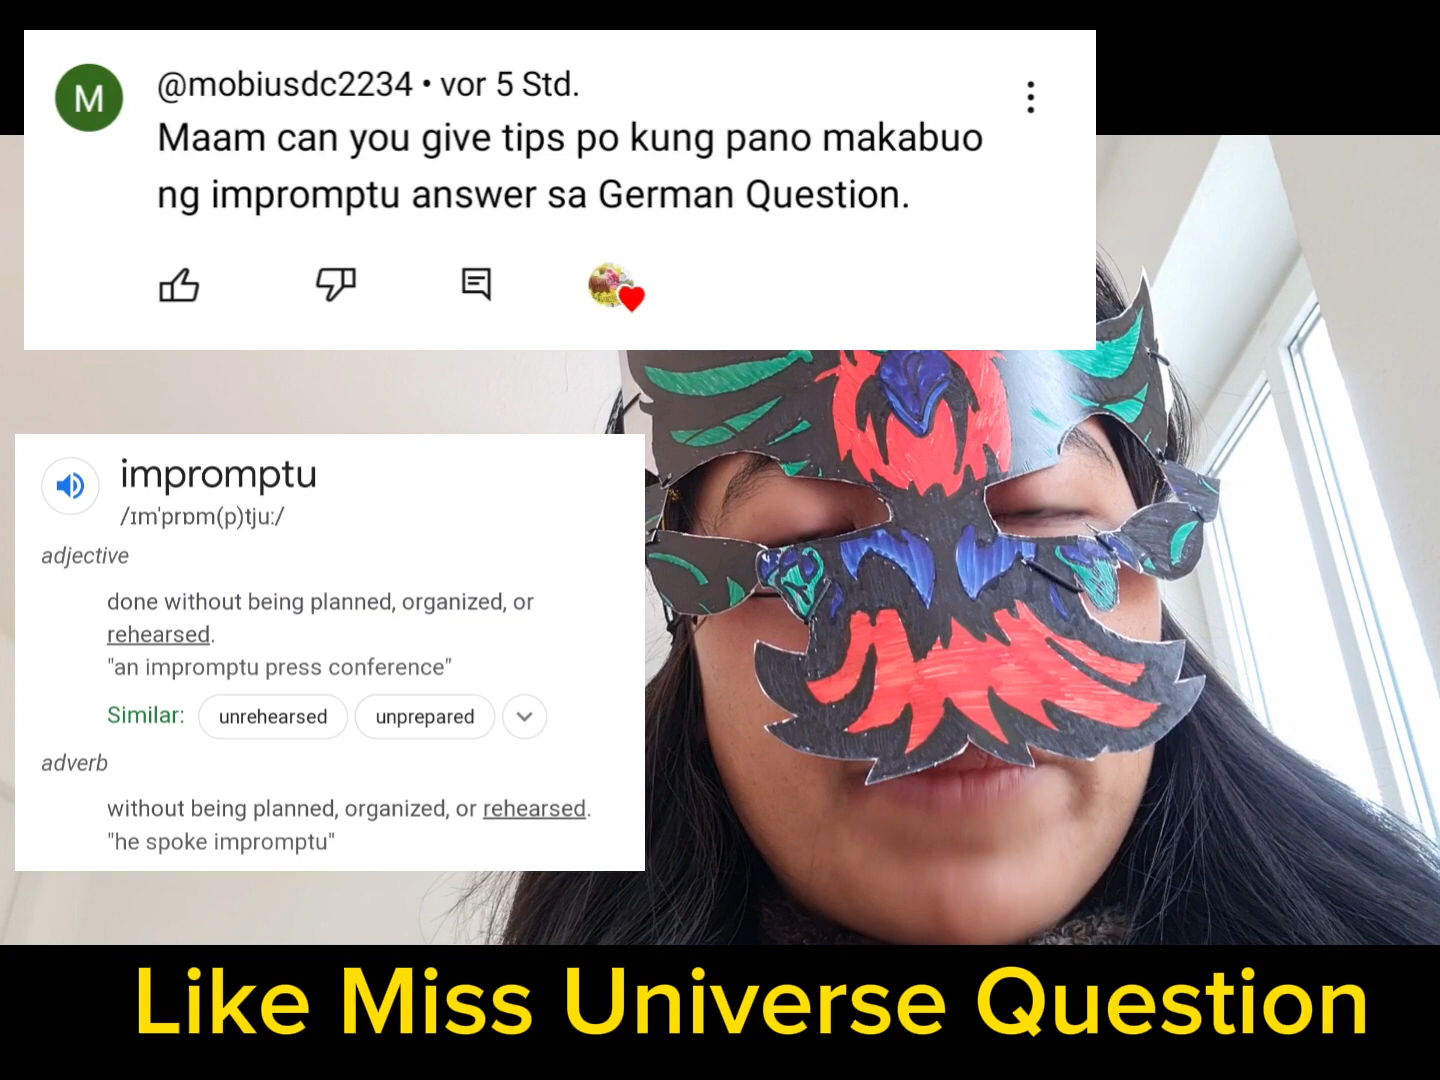 M
@mobiusdc2234 • vor 5 Std.
Maam can you give tips po kung pano makabuo
ng impromptu answer sa German Question.
impromptu
/ɪmˈprɒm(p)tjuː/
adjective
done without being planned, organized, or
rehearsed.
"an impromptu press conference"
Similar: unrehearsed unprepared
adverb
without being planned, organized, or rehearsed.
"he spoke impromptu"
Like Miss Universe Question